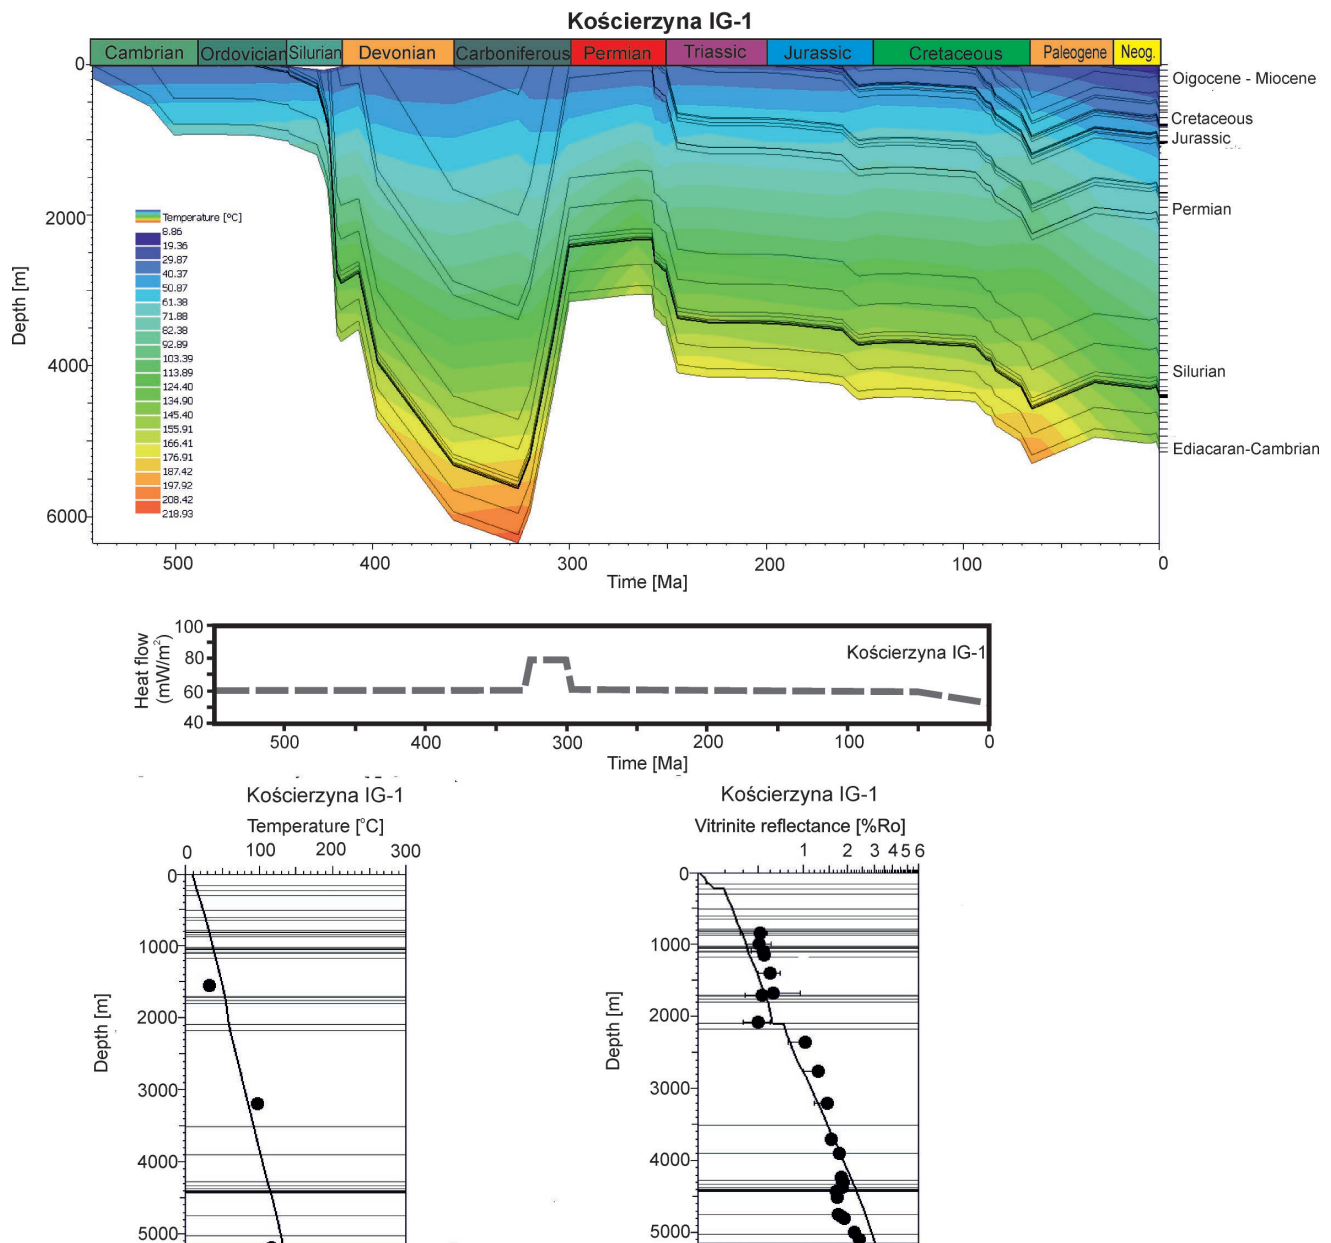 Kościerzyna IG-1
Cambrian Ordovician Silurian Devonian Carboniferous Permian Triassic Jurassic Cretaceous Paleogene Neog.
0
2000
4000
6000
Depth [m]
Temperature [ºC]
8.86
19.36
29.87
40.37
50.87
61.38
71.88
82.38
92.89
103.39
113.89
124.40
134.90
145.40
155.91
166.41
176.91
187.42
197.92
208.42
218.93
Oigocene - Miocene
Cretaceous
Jurassic
Permian
Silurian
Ediacaran-Cambrian
500 400 300 200 100 0
Time [Ma]
Heat flow
(mW/m²)
100
80
60
40
Kościerzyna IG-1
500 400 300 200 100 0
Time [Ma]
Kościerzyna IG-1
Temperature [°C]
0 100 200 300
0
1000
2000
3000
4000
5000
Depth [m]
Kościerzyna IG-1
Vitrinite reflectance [%Ro]
1 2 3 4 5 6
0
1000
2000
3000
4000
5000
Depth [m]